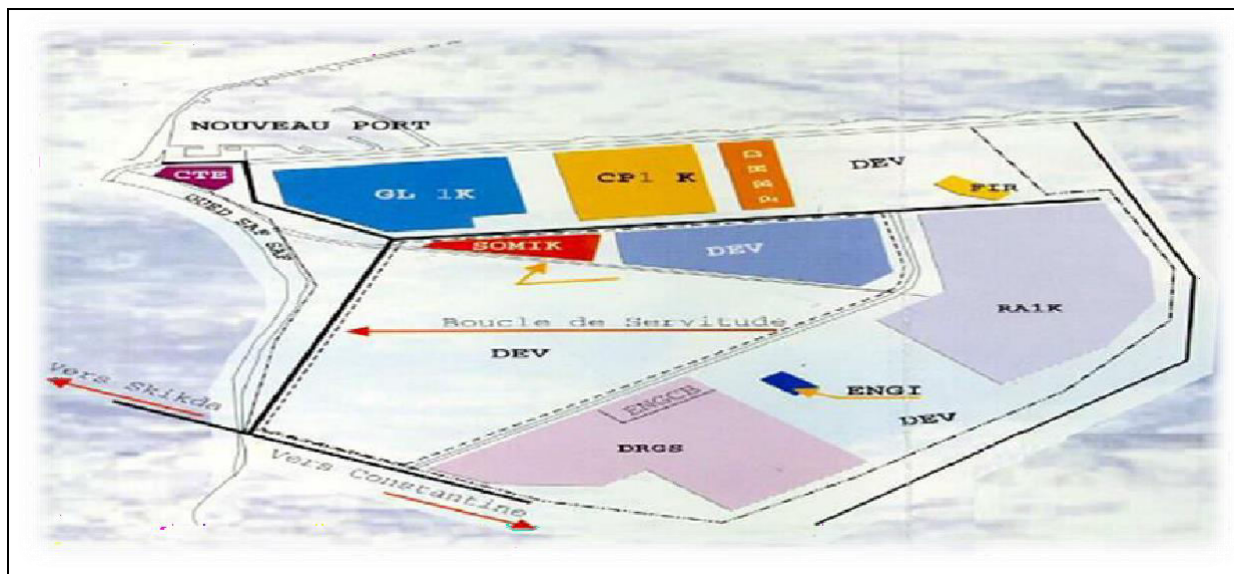 NOUVEAU PORT
CTE
GL 1K
CP1 K
DEV
FIR
OUED SAF SAF
SOMIK
DEV
RA1K
Boucle de Servitude
DEV
Vers Skikda
ENGI
ENGCB
DEV
DRGS
Vers Constantine